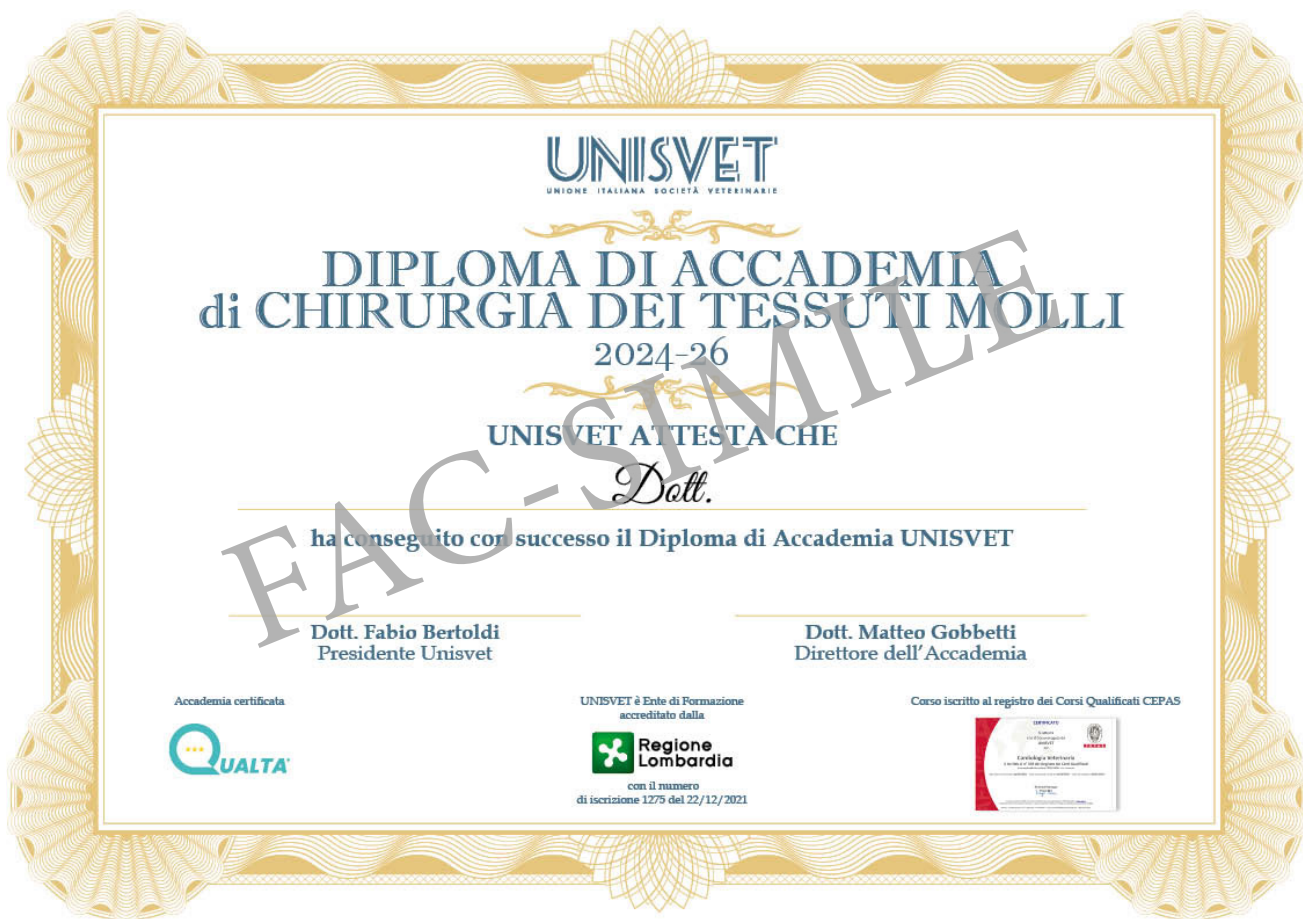 UNISVET
UNIONE ITALIANA SOCIETÀ VETERINARIE
DIPLOMA DI ACCADEMIA
di CHIRURGIA DEI TESSUTI MOLLI
2024-26
FAC-SIMILE
UNISVET ATTESTA CHE
Dott.
ha conseguito con successo il Diploma di Accademia UNISVET
Dott. Fabio Bertoldi
Presidente Unisvet
Dott. Matteo Gobbetti
Direttore dell'Accademia
Accademia certificata
QUALTA
UNISVET è Ente di Formazione
accreditato dalla
Regione
Lombardia
con il numero
di iscrizione 1275 del 22/12/2021
Corso iscritto al registro dei Corsi Qualificati CEPAS
CERTIFICATO
UNISVET
Cardiologia Veterinaria